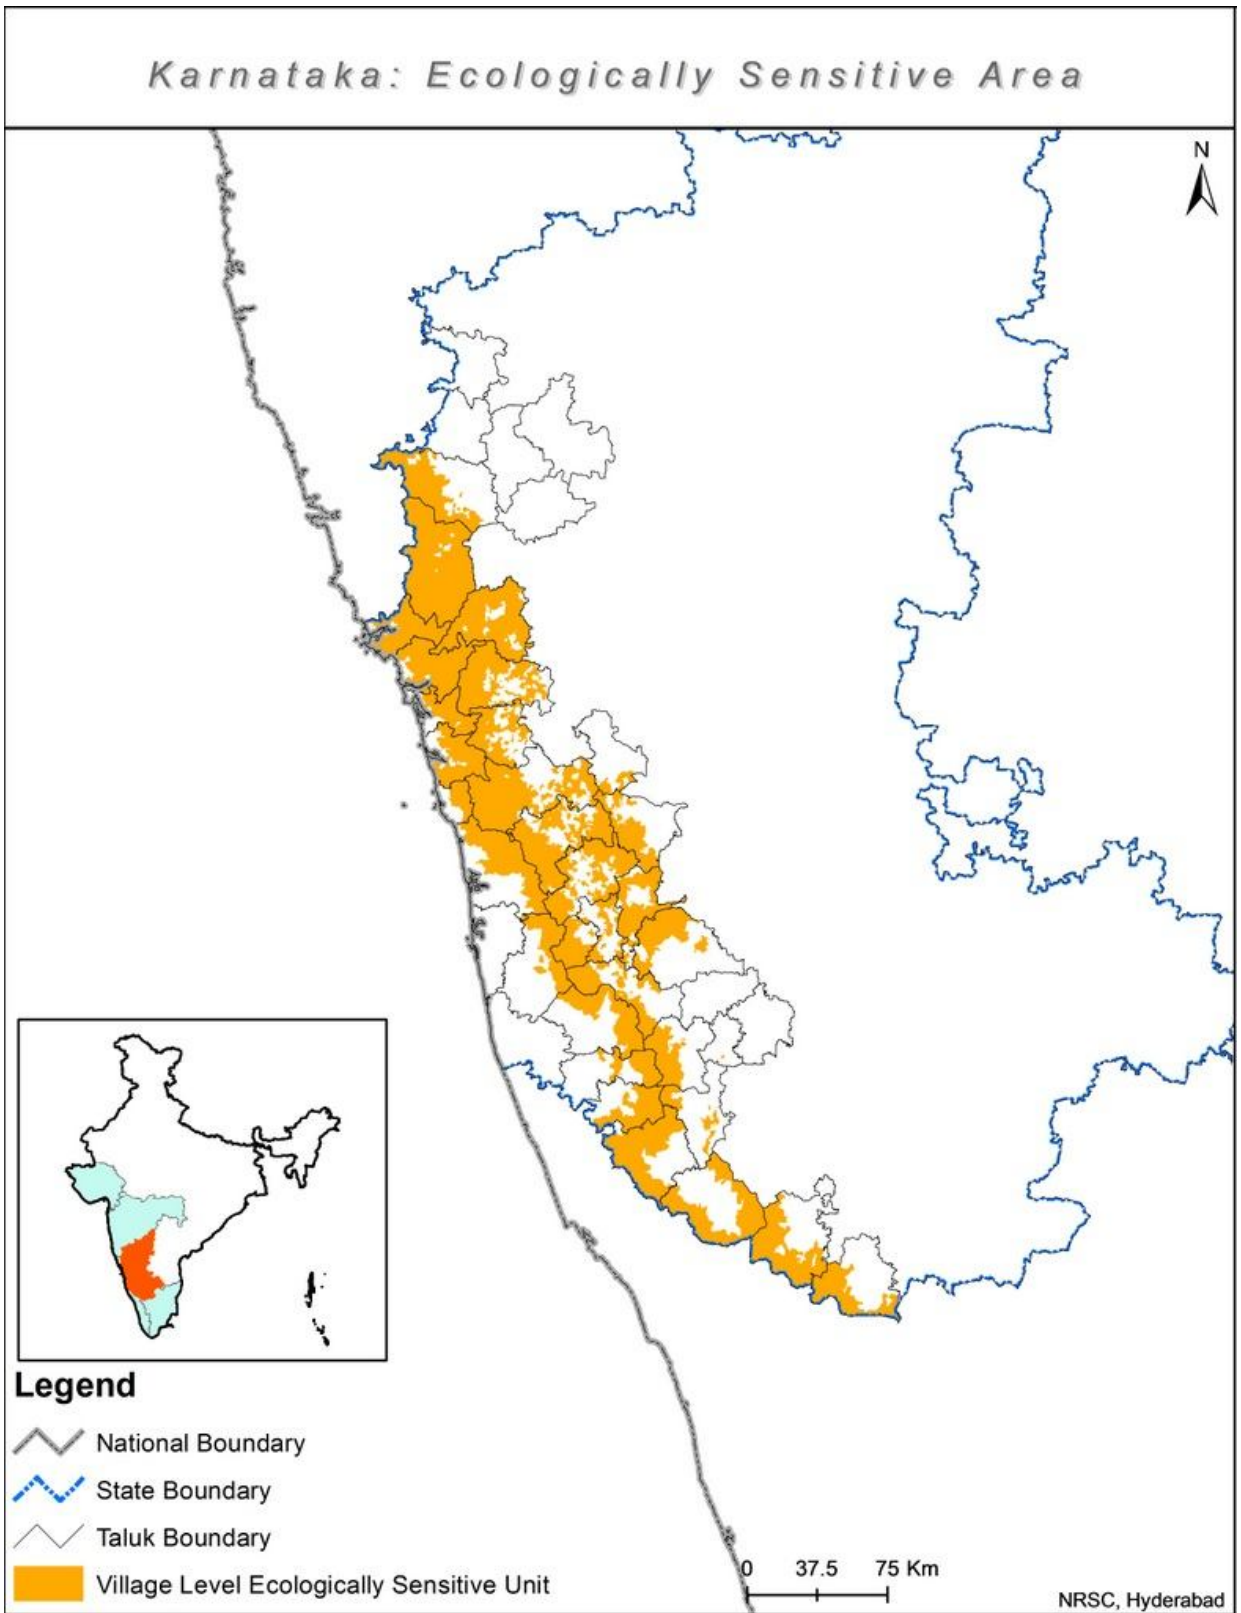 Karnataka: Ecologically Sensitive Area
N
Legend
National Boundary
State Boundary
Taluk Boundary
Village Level Ecologically Sensitive Unit
0 37.5 75 Km
NRSC, Hyderabad